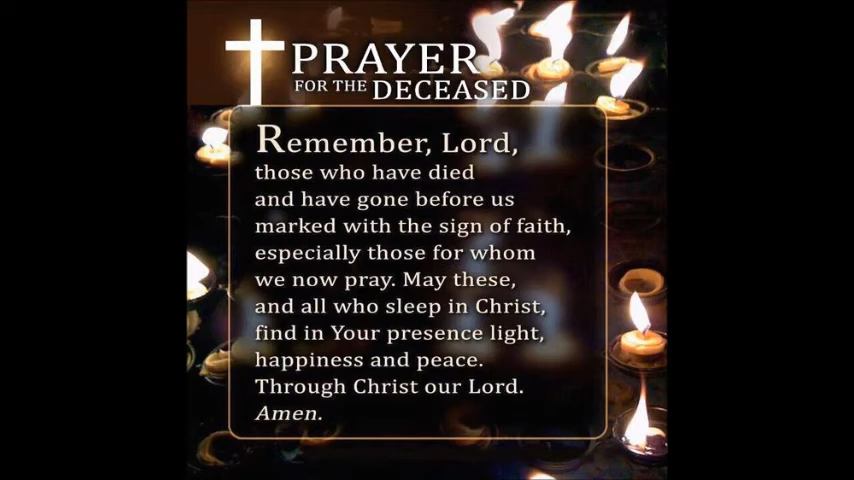 PRAYER
FOR THE DECEASED
Remember, Lord,
those who have died
and have gone before us
marked with the sign of faith,
especially those for whom
we now pray. May these,
and all who sleep in Christ,
find in Your presence light,
happiness and peace.
Through Christ our Lord.
Amen.